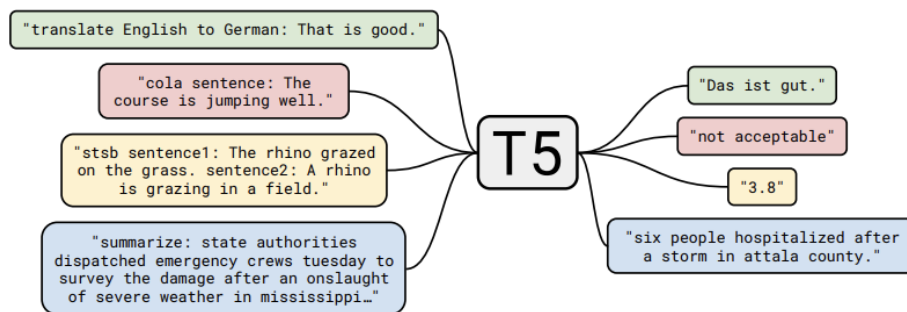 "translate English to German: That is good."
"cola sentence: The
course is jumping well."
"stsb sentence1: The rhino grazed
on the grass. sentence2: A rhino
is grazing in a field."
"summarize: state authorities
dispatched emergency crews tuesday to
survey the damage after an onslaught
of severe weather in mississippi…"
T5
"Das ist gut."
"not acceptable"
"3.8"
"six people hospitalized after
a storm in attala county."